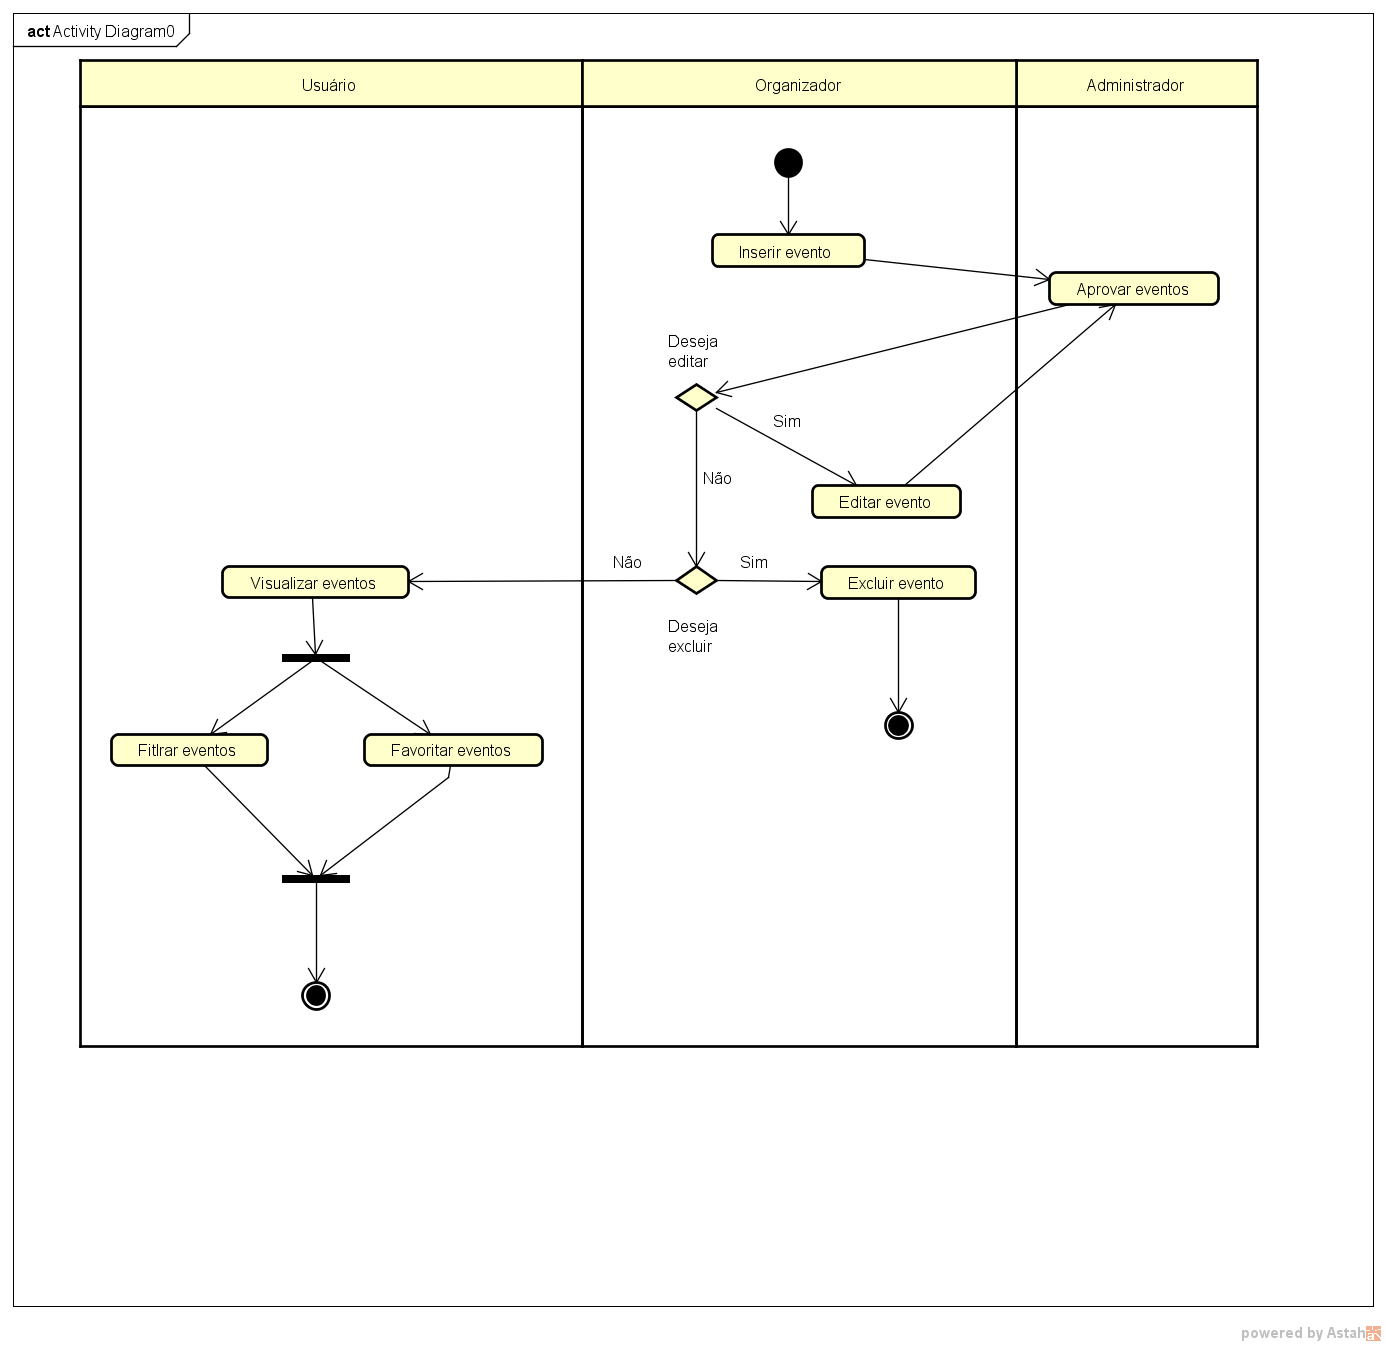 act Activity Diagram0
Usuário
Organizador
Administrador
Inserir evento
Aprovar eventos
Deseja
editar
Sim
Não
Editar evento
Não
Sim
Visualizar eventos
Excluir evento
Deseja
excluir
Fitlrar eventos
Favoritar eventos
powered by Astah